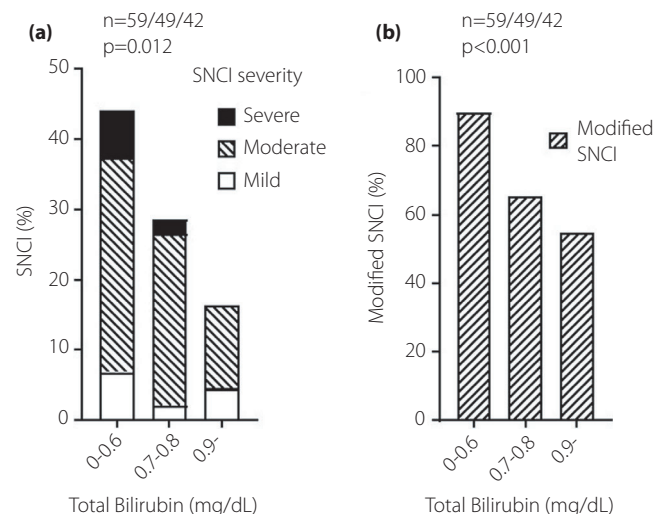 (a)
n=59/49/42
p=0.012
SNCI severity
Severe
Moderate
Mild
SNCI (%)
50
40
30
20
10
0
0-0.6
0.7-0.8
0.9-
Total Bilirubin (mg/dL)
(b)
n=59/49/42
p<0.001
Modified
SNCI
Modified SNCI (%)
100
80
60
40
20
0
0-0.6
0.7-0.8
0.9-
Total Bilirubin (mg/dL)